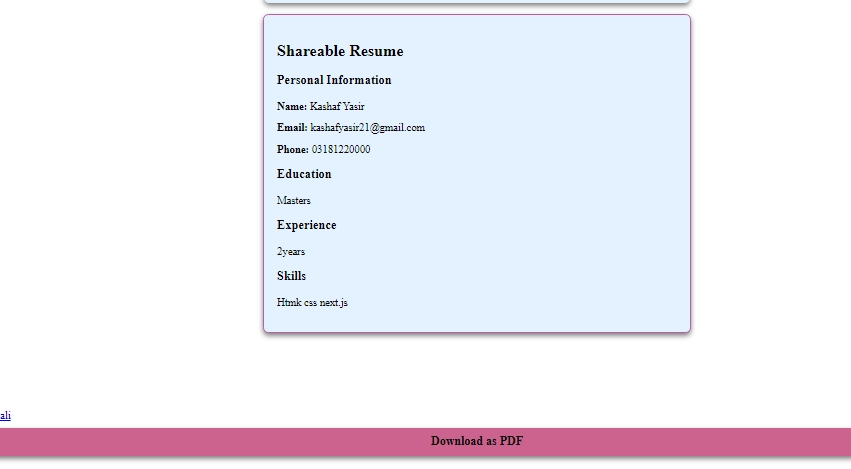 Shareable Resume
Personal Information
Name: Kashaf Yasir
Email: kashafyasir21@gmail.com
Phone: 03181220000
Education
Masters
Experience
2years
Skills
Htmk css next.js
ali
Download as PDF